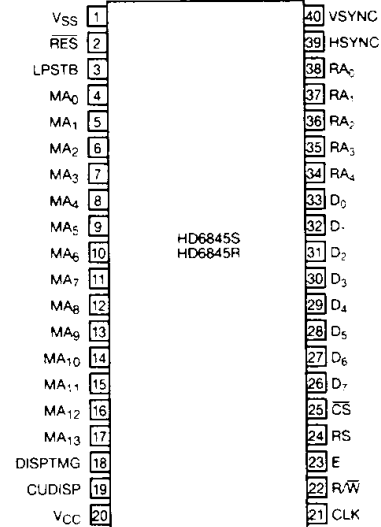 VSS 1 40 VSYNC
RES 2 39 HSYNC
LPSTB 3 38 RA0
MA0 4 37 RA1
MA1 5 36 RA2
MA2 6 35 RA3
MA3 7 34 RA4
MA4 8 33 D0
MA5 9 32 D1
MA6 10 31 D2
MA7 11 30 D3
MA8 12 29 D4
MA9 13 28 D5
MA10 14 27 D6
MA11 15 26 D7
MA12 16 25 CS
MA13 17 24 RS
DISPTMG 18 23 E
CUDISP 19 22 R/W
VCC 20 21 CLK
HD6845S
HD6845R